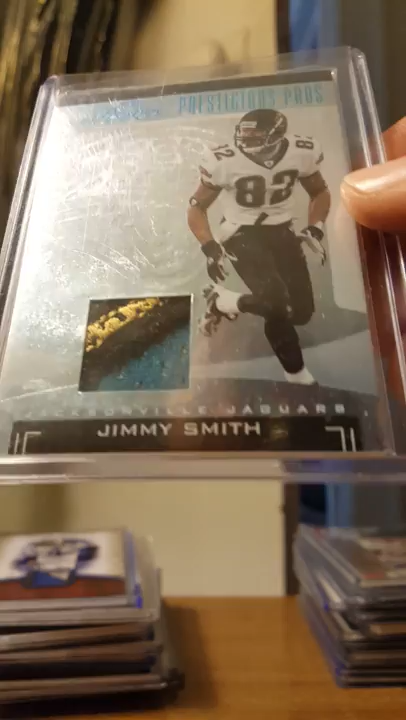 PRESTIGIOUS PROS
82
82
JACKSONVILLE JAGUARS
JIMMY SMITH